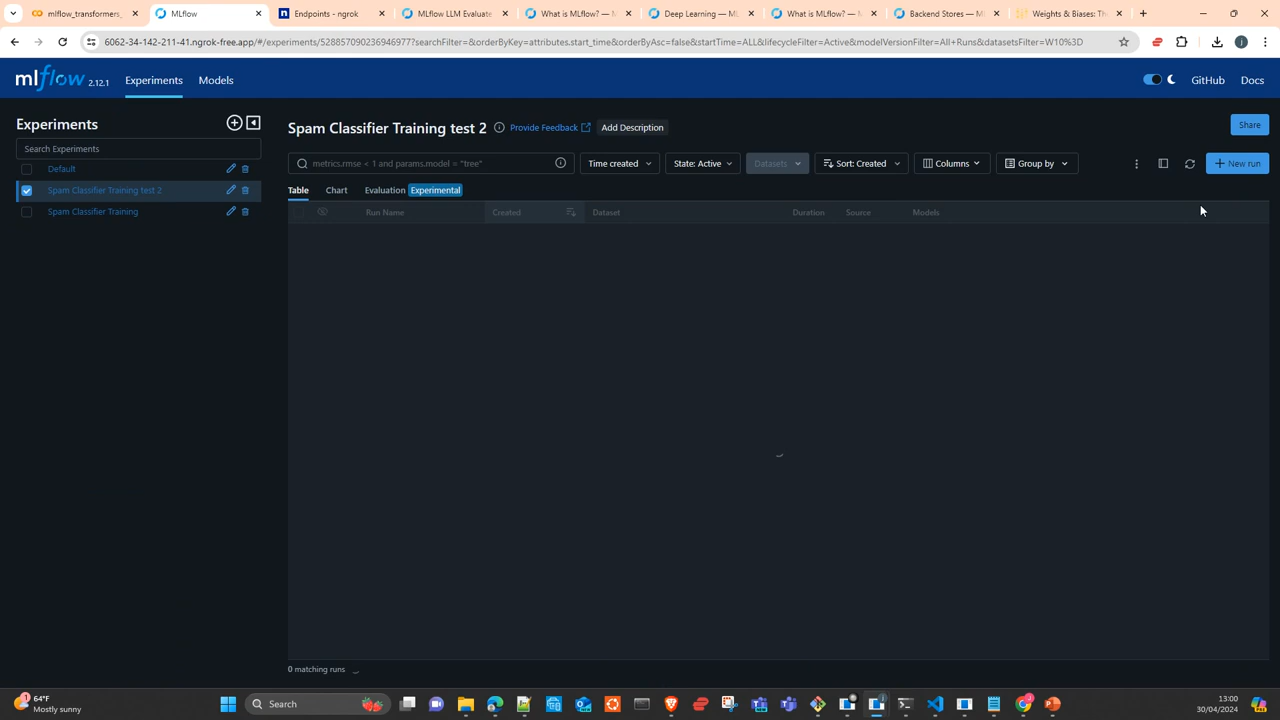 mlflow_transformers_
MLflow
Endpoints - ngrok
MLflow LLM Evaluate
What is MLflow? —
Deep Learning — ML
What is MLflow? —
Backend Stores — ML
Weights & Biases: Th
6062-34-142-211-41.ngrok-free.app/#/experiments/528857090236946977?searchFilter=&orderByKey=attributes.start_time&orderByAsc=false&startTime=ALL&lifecycleFilter=Active&modelVersionFilter=All+Runs&datasetsFilter=W10%3D
mlflow 2.12.1
Experiments
Models
GitHub
Docs
Experiments
Search Experiments
Default
Spam Classifier Training test 2
Spam Classifier Training
Spam Classifier Training test 2
Provide Feedback
Add Description
Share
metrics.rmse < 1 and params.model = "tree"
Time created
State: Active
Datasets
Sort: Created
Columns
Group by
New run
Table
Chart
Evaluation
Experimental
Run Name
Created
Dataset
Duration
Source
Models
0 matching runs
64°F
Mostly sunny
Search
13:00
30/04/2024